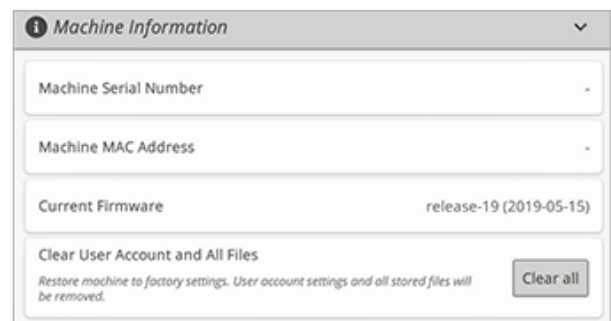 Machine Information
Machine Serial Number -
Machine MAC Address -
Current Firmware release-19 (2019-05-15)
Clear User Account and All Files
Restore machine to factory settings. User account settings and all stored files will
be removed.
Clear all